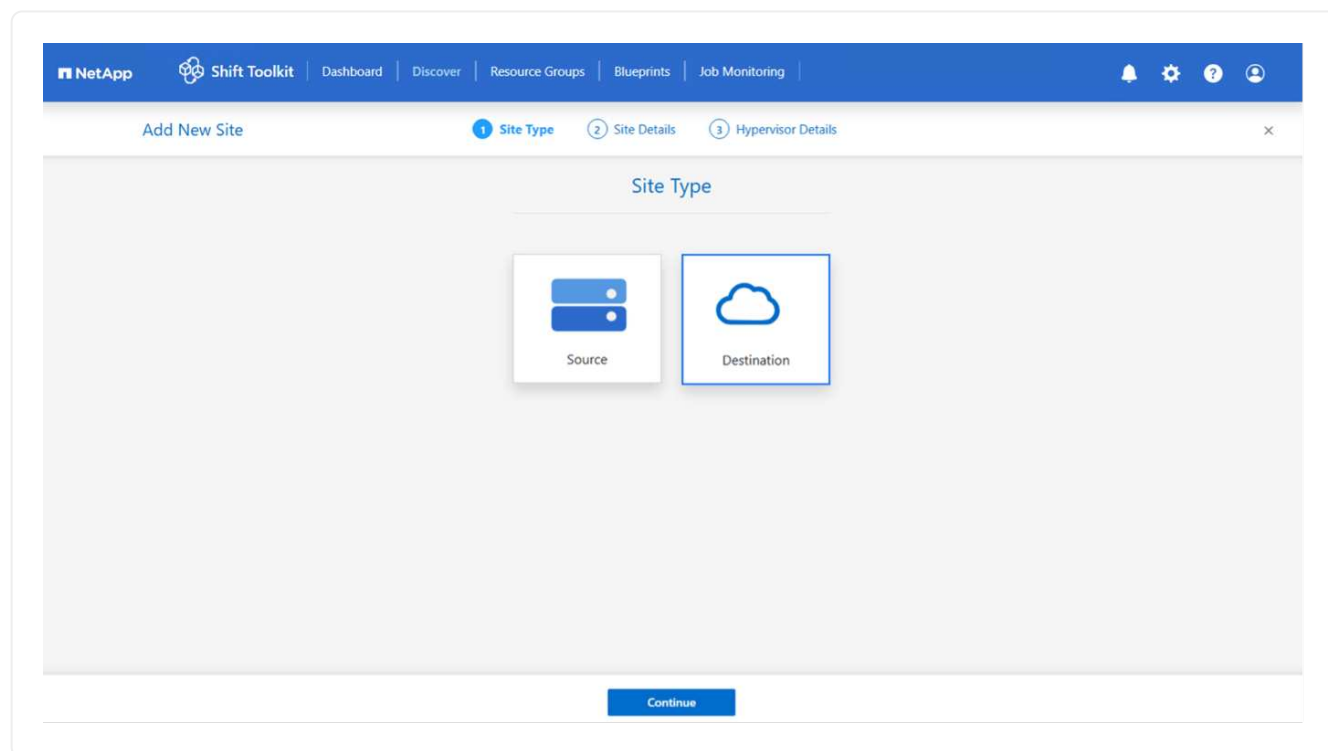 NetApp Shift Toolkit Dashboard Discover Resource Groups Blueprints Job Monitoring ?
Add New Site 1 Site Type 2 Site Details 3 Hypervisor Details ×
Site Type
Source Destination
Continue